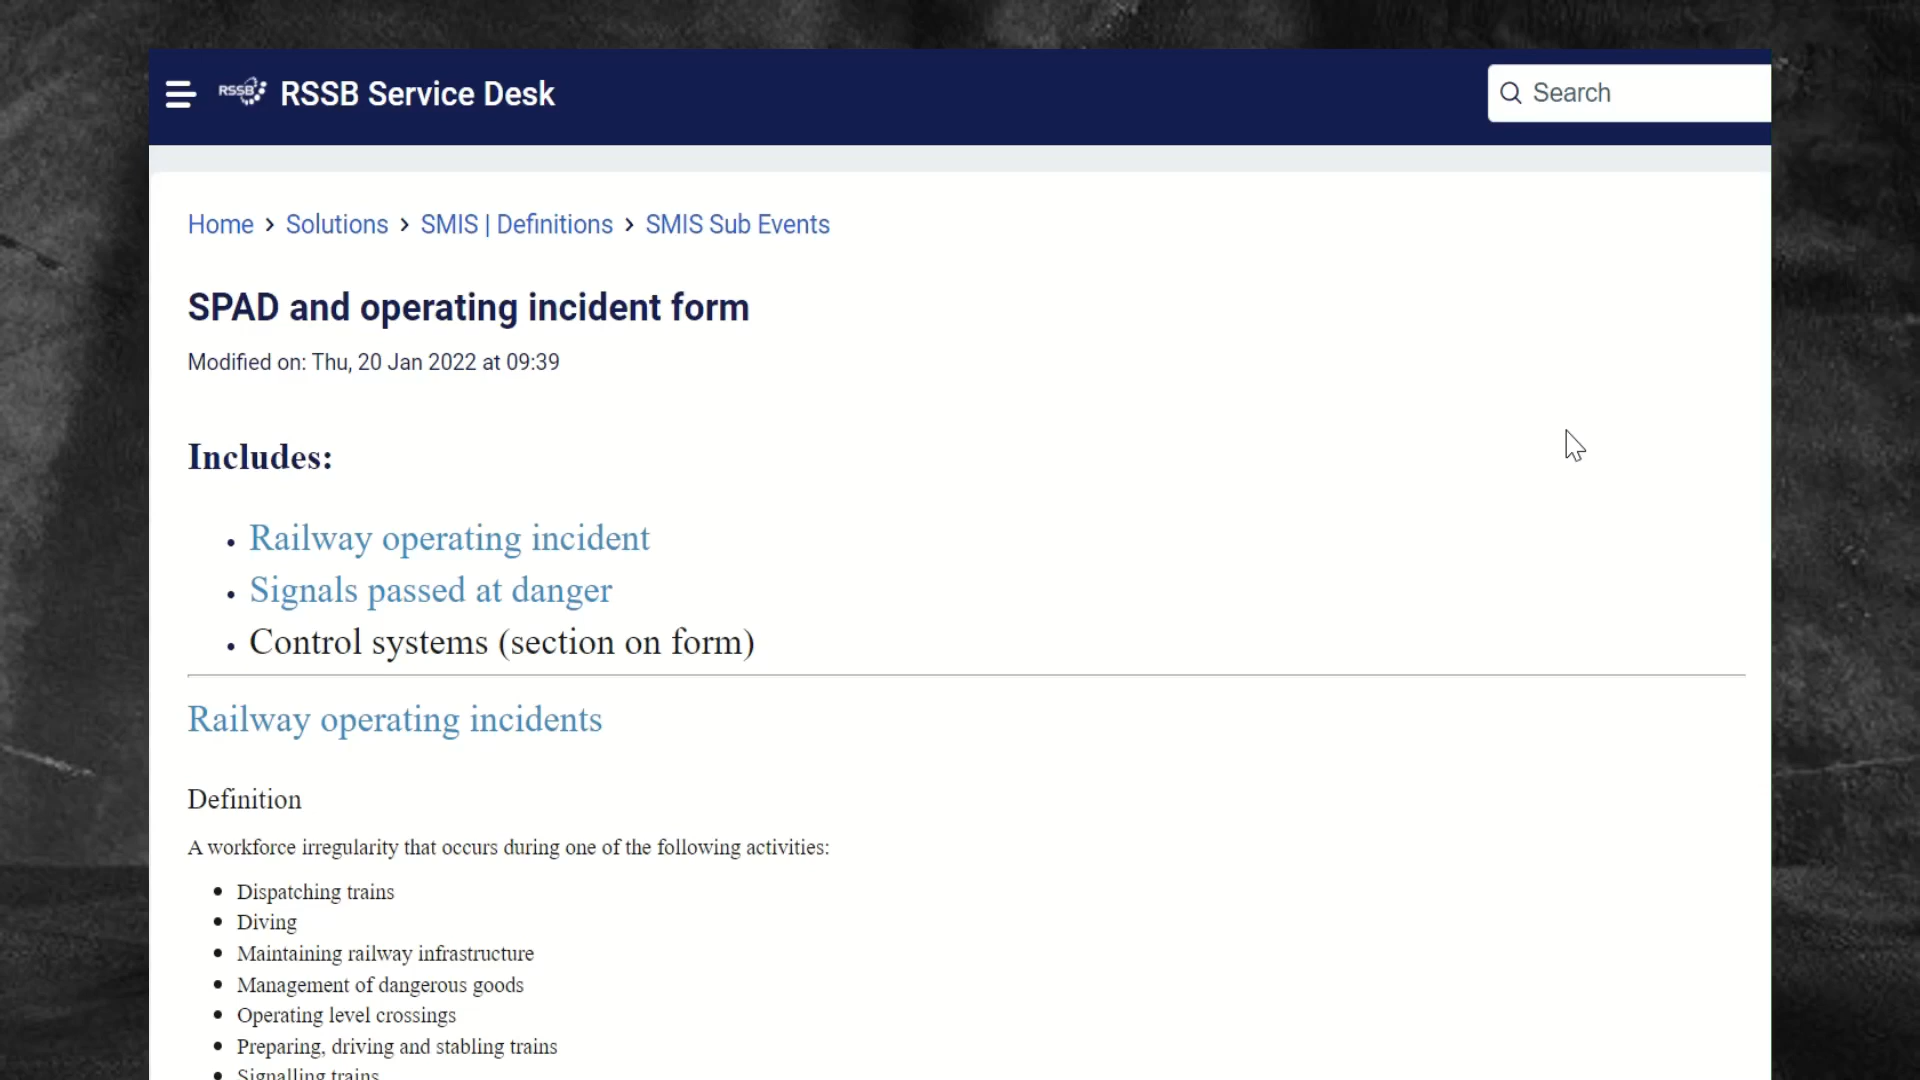 RSSB RSSB Service Desk
Search
Home > Solutions > SMIS | Definitions > SMIS Sub Events
SPAD and operating incident form
Modified on: Thu, 20 Jan 2022 at 09:39
Includes:
• Railway operating incident
• Signals passed at danger
• Control systems (section on form)
Railway operating incidents
Definition
A workforce irregularity that occurs during one of the following activities:
• Dispatching trains
• Diving
• Maintaining railway infrastructure
• Management of dangerous goods
• Operating level crossings
• Preparing, driving and stabling trains
• Signalling trains